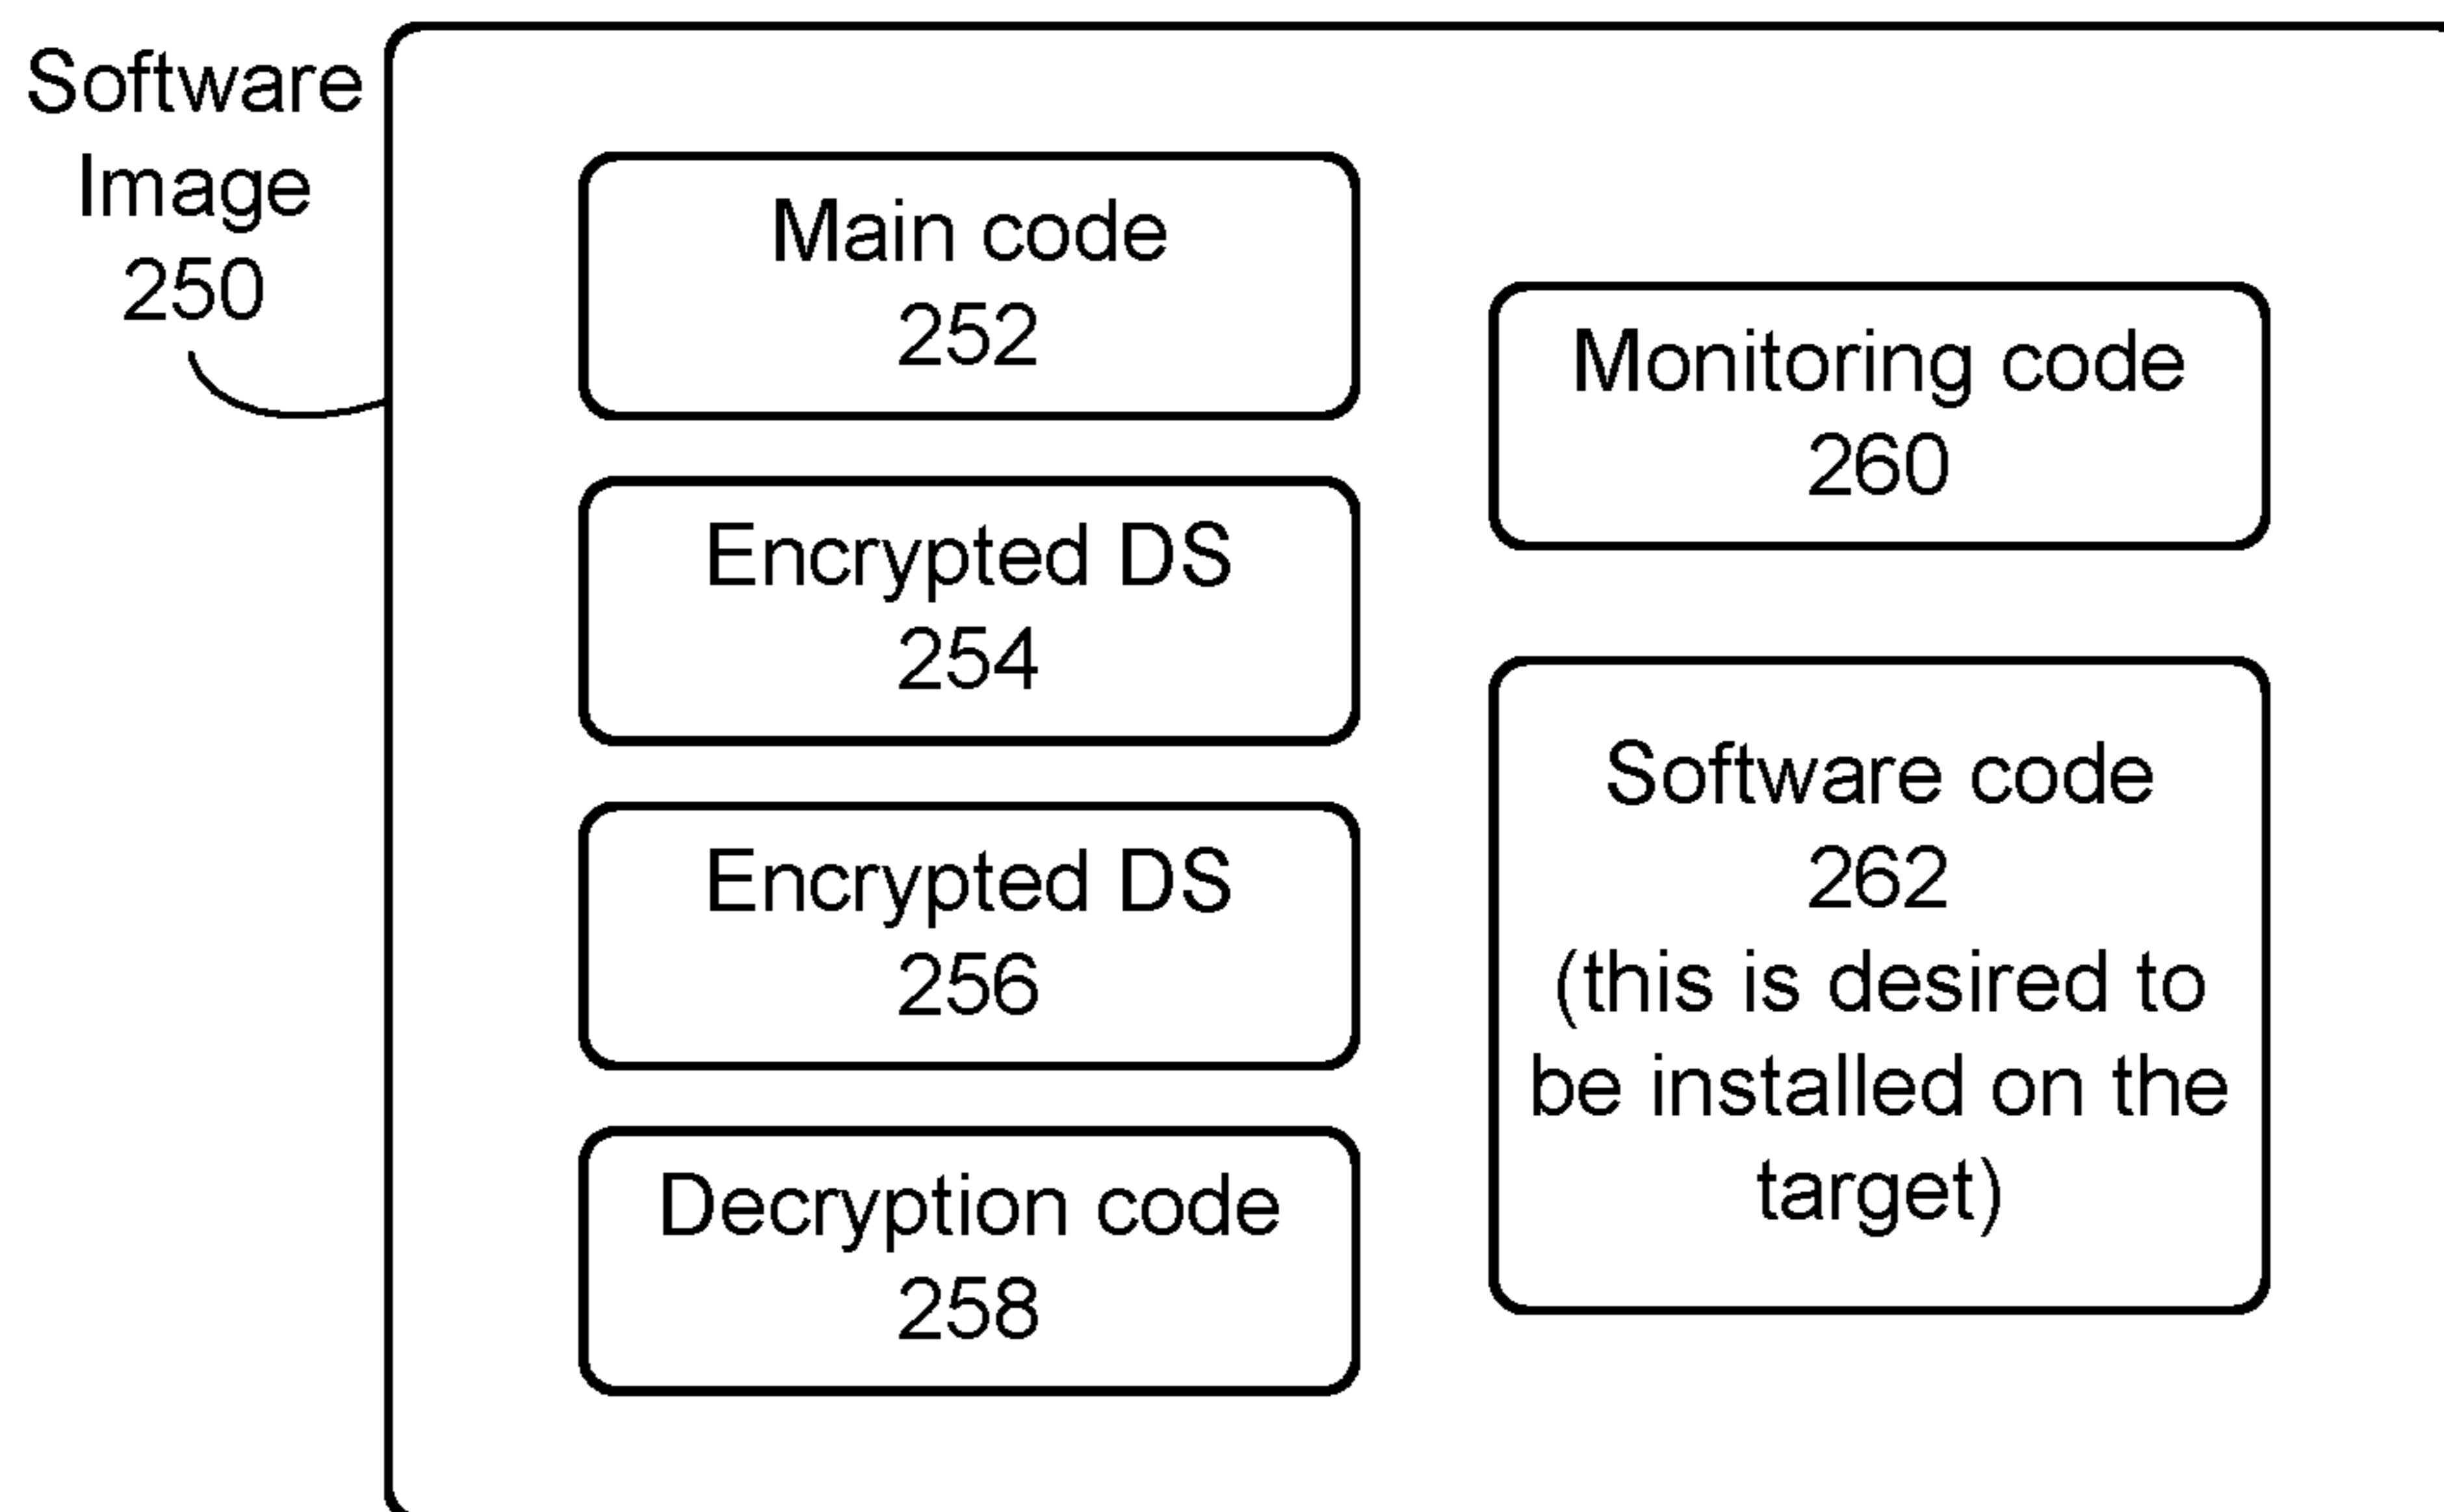 Software
Image
250
Main code
252
Encrypted DS
254
Encrypted DS
256
Decryption code
258
Monitoring code
260
Software code
262
(this is desired to
be installed on the
target)